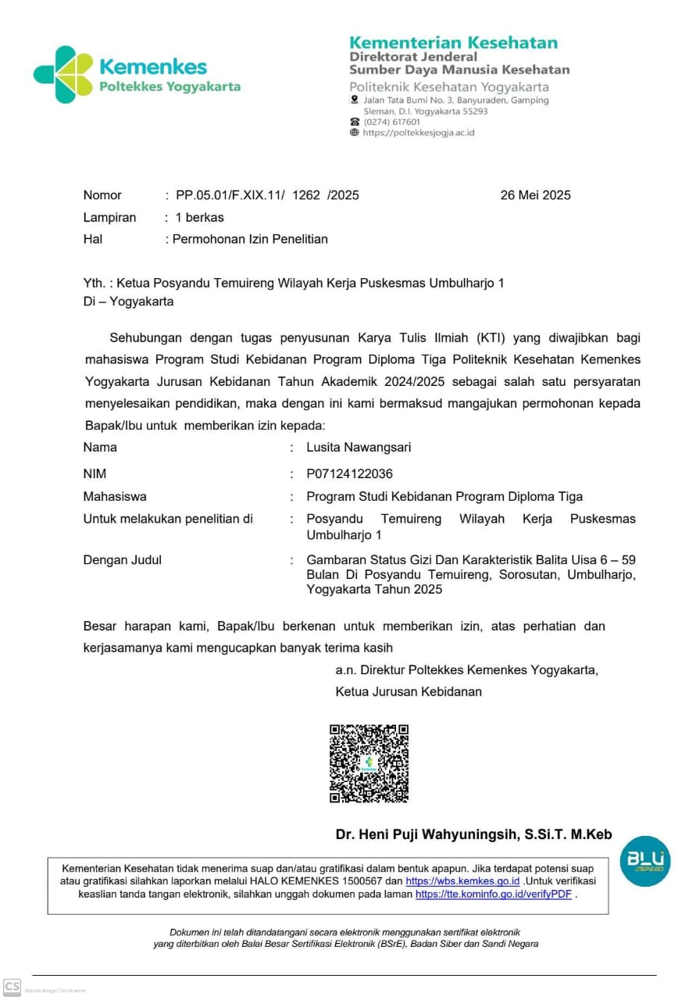 Kemenkes
Poltekkes Yogyakarta
Kementerian Kesehatan
Direktorat Jenderal
Sumber Daya Manusia Kesehatan
Politeknik Kesehatan Yogyakarta
Jalan Tata Bumi No. 3, Banyuraden, Gamping
Sleman, D.I. Yogyakarta 55293
(0274) 617601
https://poltekkesjogja.ac.id
Nomor : PP.05.01/F.XIX.11/ 1262 /2025 26 Mei 2025
Lampiran : 1 berkas
Hal : Permohonan Izin Penelitian
Yth. : Ketua Posyandu Temuireng Wilayah Kerja Puskesmas Umbulharjo 1
Di – Yogyakarta
Sehubungan dengan tugas penyusunan Karya Tulis Ilmiah (KTI) yang diwajibkan bagi
mahasiswa Program Studi Kebidanan Program Diploma Tiga Politeknik Kesehatan Kemenkes
Yogyakarta Jurusan Kebidanan Tahun Akademik 2024/2025 sebagai salah satu persyaratan
menyelesaikan pendidikan, maka dengan ini kami bermaksud mangajukan permohonan kepada
Bapak/Ibu untuk memberikan izin kepada:
Nama : Lusita Nawangsari
NIM : P07124122036
Mahasiswa : Program Studi Kebidanan Program Diploma Tiga
Untuk melakukan penelitian di : Posyandu Temuireng Wilayah Kerja Puskesmas
Umbulharjo 1
Dengan Judul : Gambaran Status Gizi Dan Karakteristik Balita Uisa 6 – 59
Bulan Di Posyandu Temuireng, Sorosutan, Umbulharjo,
Yogyakarta Tahun 2025
Besar harapan kami, Bapak/Ibu berkenan untuk memberikan izin, atas perhatian dan
kerjasamanya kami mengucapkan banyak terima kasih
a.n. Direktur Poltekkes Kemenkes Yogyakarta,
Ketua Jurusan Kebidanan
Kemenkes
Dr. Heni Puji Wahyuningsih, S.Si.T. M.Keb
BLU
SPEED
Kementerian Kesehatan tidak menerima suap dan/atau gratifikasi dalam bentuk apapun. Jika terdapat potensi suap
atau gratifikasi silahkan laporkan melalui HALO KEMENKES 1500567 dan https://wbs.kemkes.go.id .Untuk verifikasi
keaslian tanda tangan elektronik, silahkan unggah dokumen pada laman https://tte.kominfo.go.id/verifyPDF .
Dokumen ini telah ditandatangani secara elektronik menggunakan sertifikat elektronik
yang diterbitkan oleh Balai Besar Sertifikasi Elektronik (BSrE), Badan Siber dan Sandi Negara
CS Dipindai dengan CamScanner